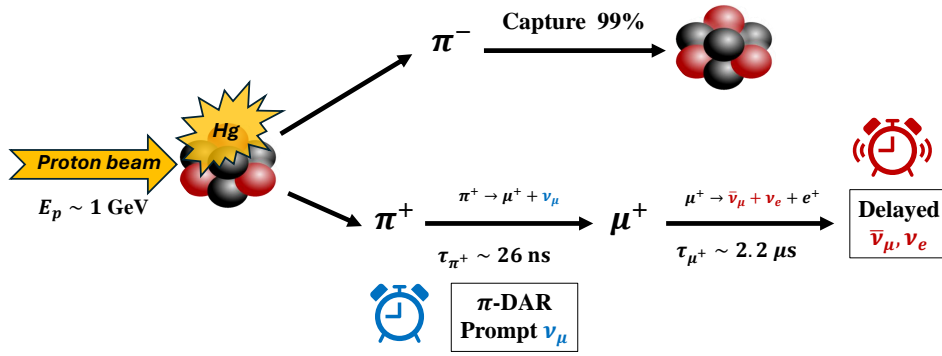 Capture 99%
π⁻
Hg
Proton beam
E_p ~ 1 GeV
π⁺ → μ⁺ + ν_μ
μ⁺ → ν̄_μ + ν_e + e⁺
π⁺
μ⁺
τ_π⁺ ~ 26 ns
τ_μ⁺ ~ 2.2 μs
Delayed
ν̄_μ, ν_e
π-DAR
Prompt ν_μ